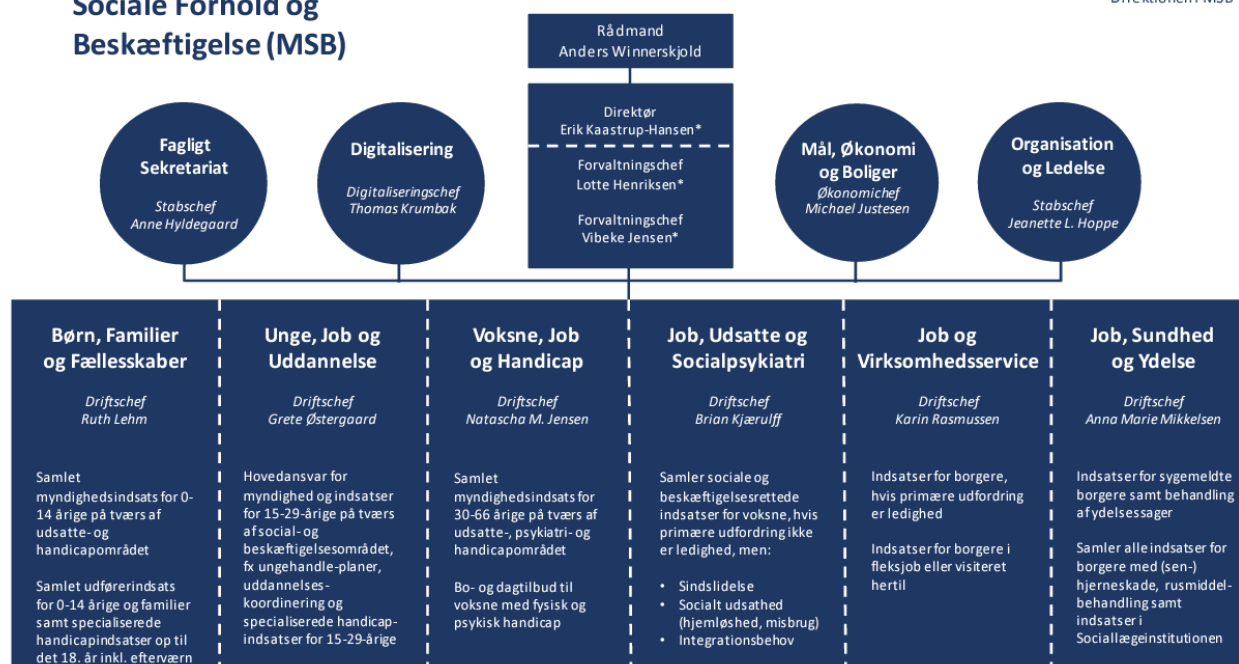 Sociale Forhold og
Beskæftigelse (MSB)
Direktionen i MSB
Rådmand
Anders Winnerskjold
Direktør
Erik Kaastrup-Hansen*
Forvaltningschef
Lotte Henriksen*
Forvaltningschef
Vibeke Jensen*
Fagligt
Sekretariat
Stabschef
Anne Hyldegaard
Digitalisering
Digitaliseringschef
Thomas Krumbak
Mål, Økonomi
og Boliger
Økonomichef
Michael Justesen
Organisation
og Ledelse
Stabschef
Jeanette L. Hoppe
Børn, Familier
og Fællesskaber
Driftschef
Ruth Lehm
Samlet
myndighedsindsats for 0-
14 årige på tværs af
udsatte- og
handicapområdet
Samlet udførerindsats
for 0-14 årige og familier
samt specialiserede
handicapindsatser op til
det 18. år inkl. efterværn
Unge, Job og
Uddannelse
Driftschef
Grete Østergaard
Hovedansvar for
myndighed og indsatser
for 15-29-årige på tværs
af social- og
beskæftigelsesområdet,
fx ungehandle-planer,
uddannelses-
koordinering og
specialiserede handicap-
indsatser for 15-29-årige
Voksne, Job
og Handicap
Driftschef
Natascha M. Jensen
Samlet
myndighedsindsats for
30-66 årige på tværs af
udsatte-, psykiatri- og
handicapområdet
Bo- og dagtilbud til
voksne med fysisk og
psykisk handicap
Job, Udsatte og
Socialpsykiatri
Driftschef
Brian Kjærulff
Samler sociale og
beskæftigelsesrettede
indsatser for voksne, hvis
primære udfordring ikke
er ledighed, men:
• Sindslidelse
• Socialt udsathed
(hjemløshed, misbrug)
• Integrationsbehov
Job og
Virksomhedsservice
Driftschef
Karin Rasmussen
Indsatser for borgere,
hvis primære udfordring
er ledighed
Indsatser for borgere i
fleksjob eller visiteret
hertil
Job, Sundhed
og Ydelse
Driftschef
Anna Marie Mikkelsen
Indsatser for sygemeldte
borgere samt behandling
af ydelsessager
Samler alle indsatser for
borgere med (sen-)
hjerneskade, rusmiddel-
behandling samt
indsatser i
Sociallægeinstitutionen